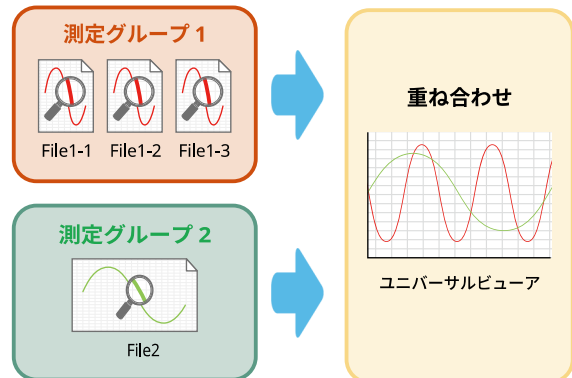 測定グループ 1
File1-1 File1-2 File1-3
測定グループ 2
File2
重ね合わせ
ユニバーサルビューア